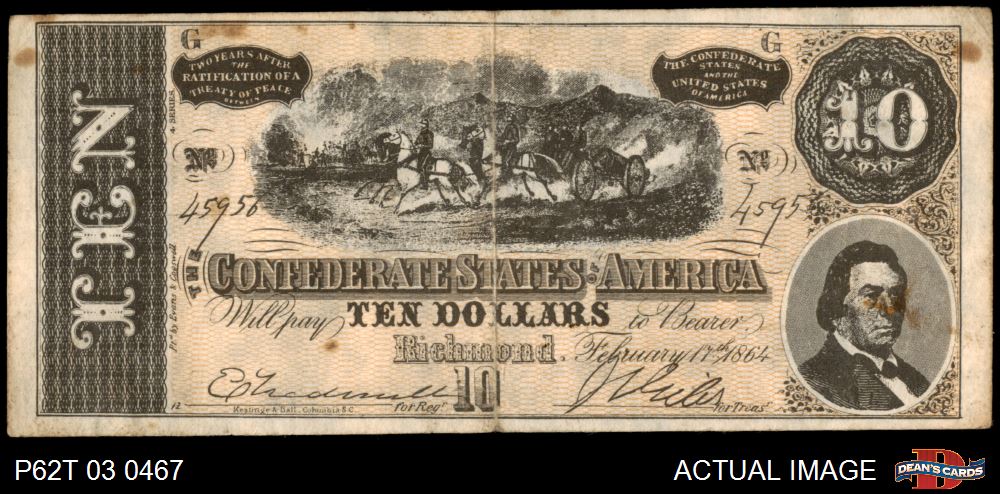 G
G
TWO YEARS AFTER
THE
RATIFICATION OF A
TREATY OF PEACE
BETWEEN
THE CONFEDERATE
STATES
AND THE
UNITED STATES
OF AMERICA
10
TEN
4 SERIES
No
No
45956
4595
THE
CONFEDERATE STATES OF AMERICA
Will pay TEN DOLLARS to Bearer.
Richmond. February 17th 1864
10
for Regr.
for Treasr.
Keatinge & Ball, Columbia S.C.
P62T 03 0467
ACTUAL IMAGE
D
DEAN'S CARDS